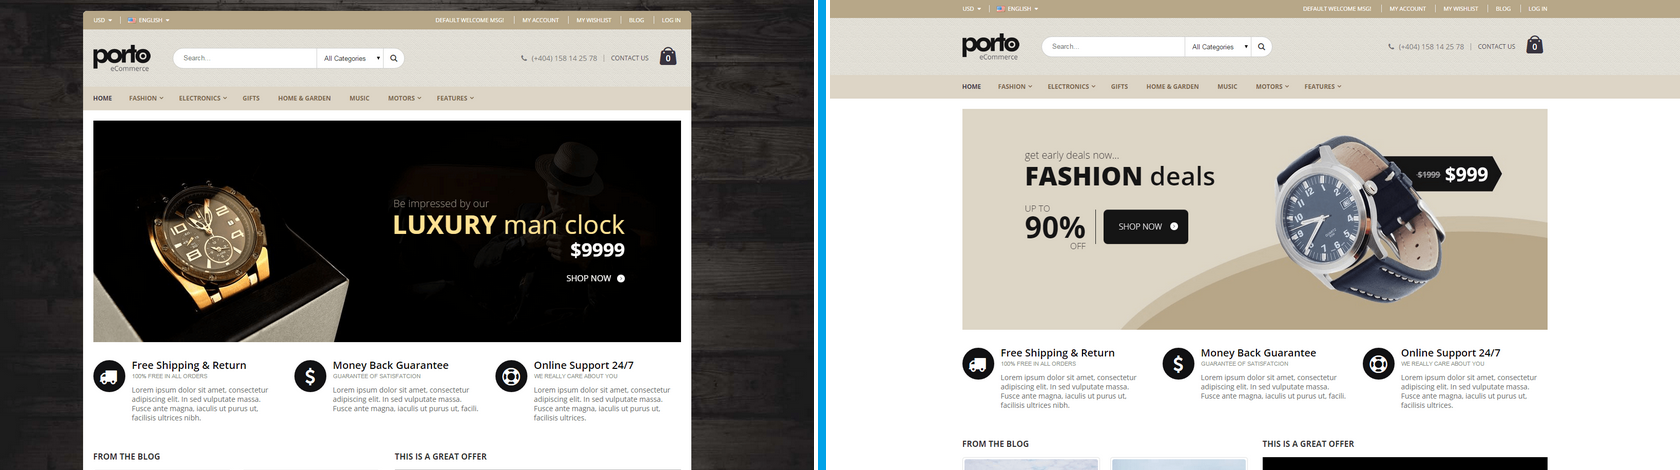 USD
ENGLISH
DEFAULT WELCOME MSG!
MY ACCOUNT
MY WISHLIST
BLOG
LOG IN
porto
eCommerce
Search...
All Categories
(+404) 158 14 25 78
CONTACT US
0
HOME
FASHION
ELECTRONICS
GIFTS
HOME & GARDEN
MUSIC
MOTORS
FEATURES
Be impressed by our
LUXURY man clock
$9999
SHOP NOW
Free Shipping & Return
100% FREE IN ALL ORDERS
Lorem ipsum dolor sit amet, consectetur
adipiscing elit. In sed vulputate massa.
Fusce ante magna, iaculis ut purus ut,
facilisis ultrices nibh.
Money Back Guarantee
GUARANTEE OF SATISFATCION
Lorem ipsum dolor sit amet, consectetur
adipiscing elit. In sed vulputate massa.
Fusce ante magna, iaculis ut purus ut, facili.
Online Support 24/7
WE REALLY CARE ABOUT YOU
Lorem ipsum dolor sit amet, consectetur
adipiscing elit. In sed vulputate massa.
Fusce ante magna, iaculis ut purus ut,
facilisis ultrices.
FROM THE BLOG
THIS IS A GREAT OFFER
USD
ENGLISH
DEFAULT WELCOME MSG!
MY ACCOUNT
MY WISHLIST
BLOG
LOG IN
porto
eCommerce
Search...
All Categories
(+404) 158 14 25 78
CONTACT US
0
HOME
FASHION
ELECTRONICS
GIFTS
HOME & GARDEN
MUSIC
MOTORS
FEATURES
get early deals now...
FASHION deals
UP TO
90%
OFF
SHOP NOW
$1999 $999
Free Shipping & Return
100% FREE IN ALL ORDERS
Lorem ipsum dolor sit amet, consectetur
adipiscing elit. In sed vulputate massa.
Fusce ante magna, iaculis ut purus ut,
facilisis ultrices nibh.
Money Back Guarantee
GUARANTEE OF SATISFATCION
Lorem ipsum dolor sit amet, consectetur
adipiscing elit. In sed vulputate massa.
Fusce ante magna, iaculis ut purus ut, facili.
Online Support 24/7
WE REALLY CARE ABOUT YOU
Lorem ipsum dolor sit amet, consectetur
adipiscing elit. In sed vulputate massa.
Fusce ante magna, iaculis ut purus ut,
facilisis ultrices.
FROM THE BLOG
THIS IS A GREAT OFFER